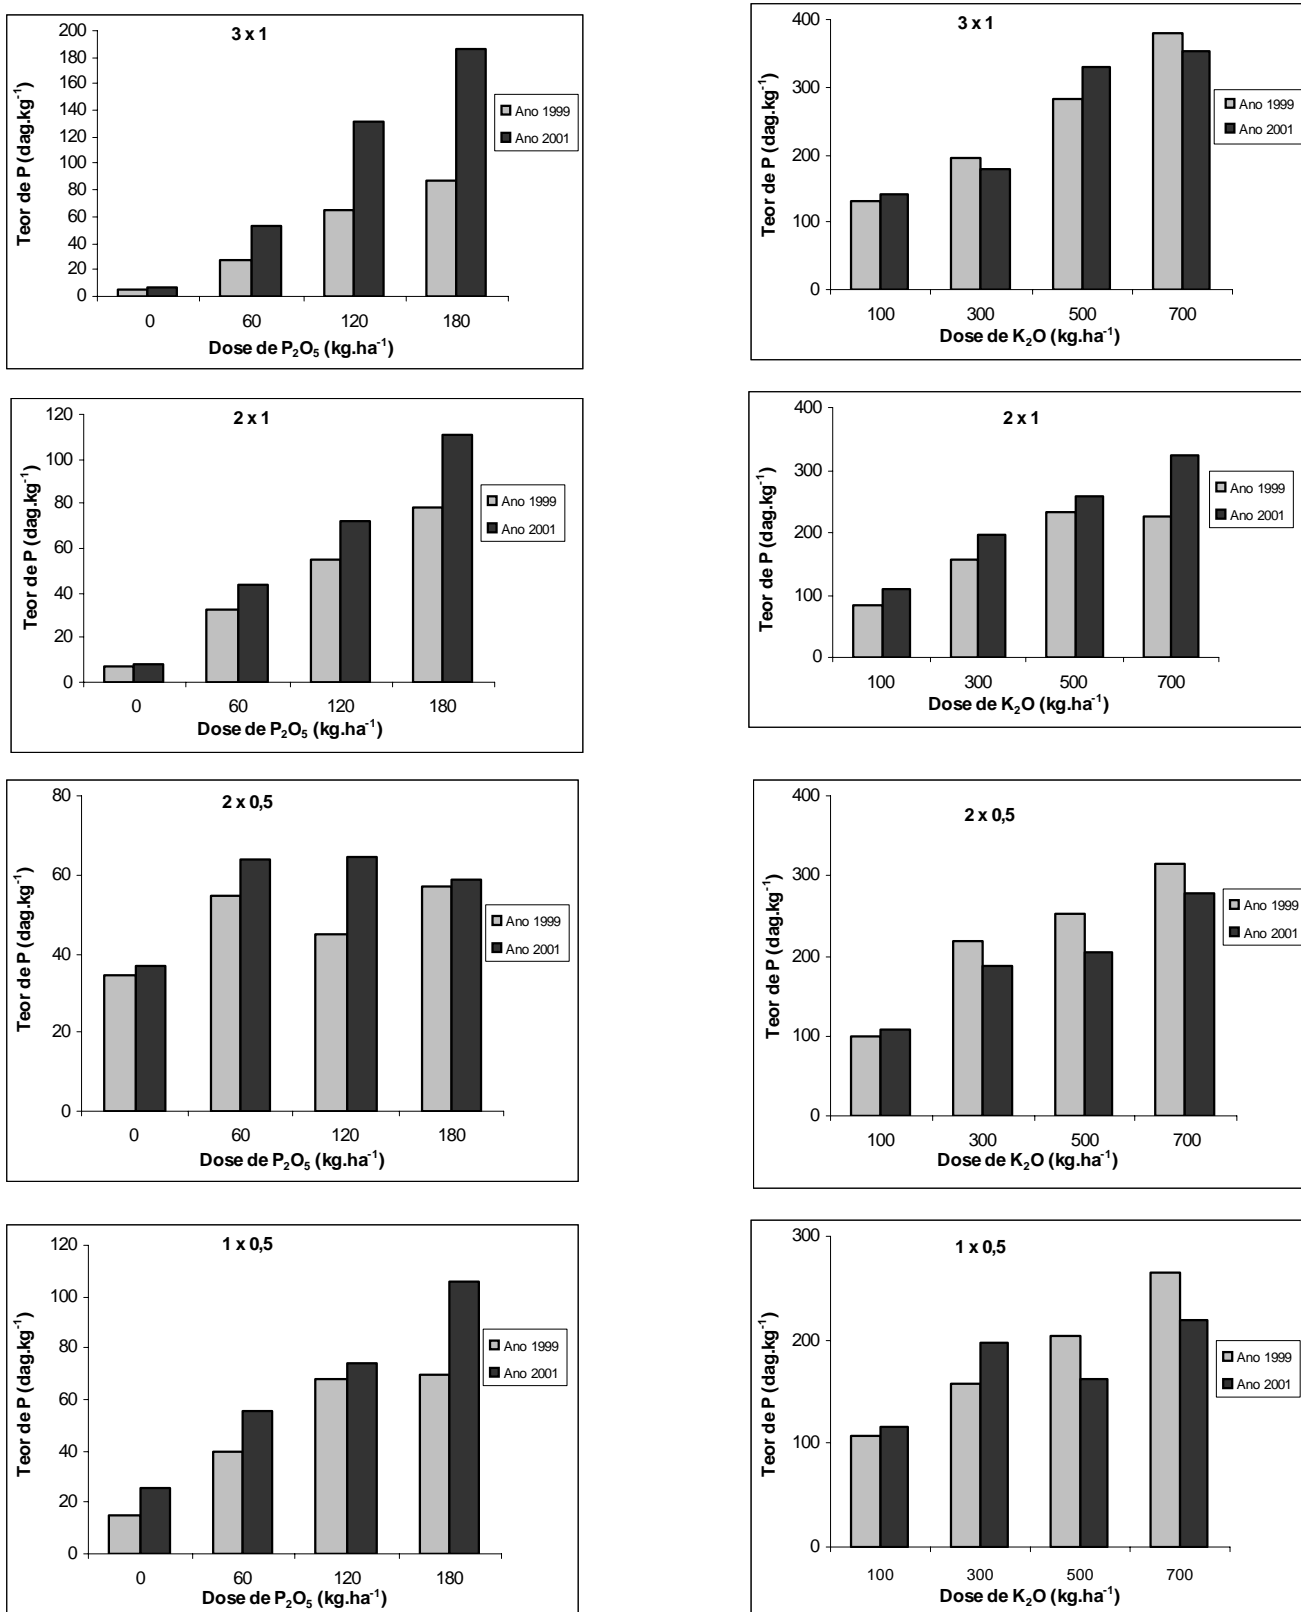 3 x 1
Teor de P (dag.kg⁻¹)
200
180
160
140
120
100
80
60
40
20
0
0 60 120 180
Dose de P₂O₅ (kg.ha⁻¹)
Ano 1999
Ano 2001
3 x 1
Teor de P (dag.kg⁻¹)
400
300
200
100
0
100 300 500 700
Dose de K₂O (kg.ha⁻¹)
Ano 1999
Ano 2001
2 x 1
Teor de P (dag.kg⁻¹)
120
100
80
60
40
20
0
0 60 120 180
Dose de P₂O₅ (kg.ha⁻¹)
Ano 1999
Ano 2001
2 x 1
Teor de P (dag.kg⁻¹)
400
300
200
100
0
100 300 500 700
Dose de K₂O (kg.ha⁻¹)
Ano 1999
Ano 2001
2 x 0,5
Teor de P (dag.kg⁻¹)
80
60
40
20
0
0 60 120 180
Dose de P₂O₅ (kg.ha⁻¹)
Ano 1999
Ano 2001
2 x 0,5
Teor de P (dag.kg⁻¹)
400
300
200
100
0
100 300 500 700
Dose de K₂O (kg.ha⁻¹)
Ano 1999
Ano 2001
1 x 0,5
Teor de P (dag.kg⁻¹)
120
100
80
60
40
20
0
0 60 120 180
Dose de P₂O₅ (kg.ha⁻¹)
Ano 1999
Ano 2001
1 x 0,5
Teor de P (dag.kg⁻¹)
300
200
100
0
100 300 500 700
Dose de K₂O (kg.ha⁻¹)
Ano 1999
Ano 2001